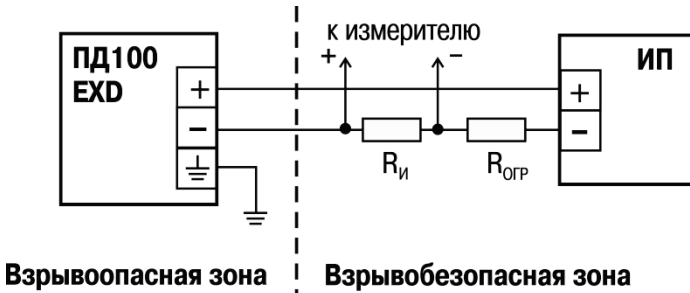 к измерителю
+ −
ПД100
EXD
+
−
ИП
+
−
RИ
RОГР
Взрывоопасная зона
Взрывобезопасная зона